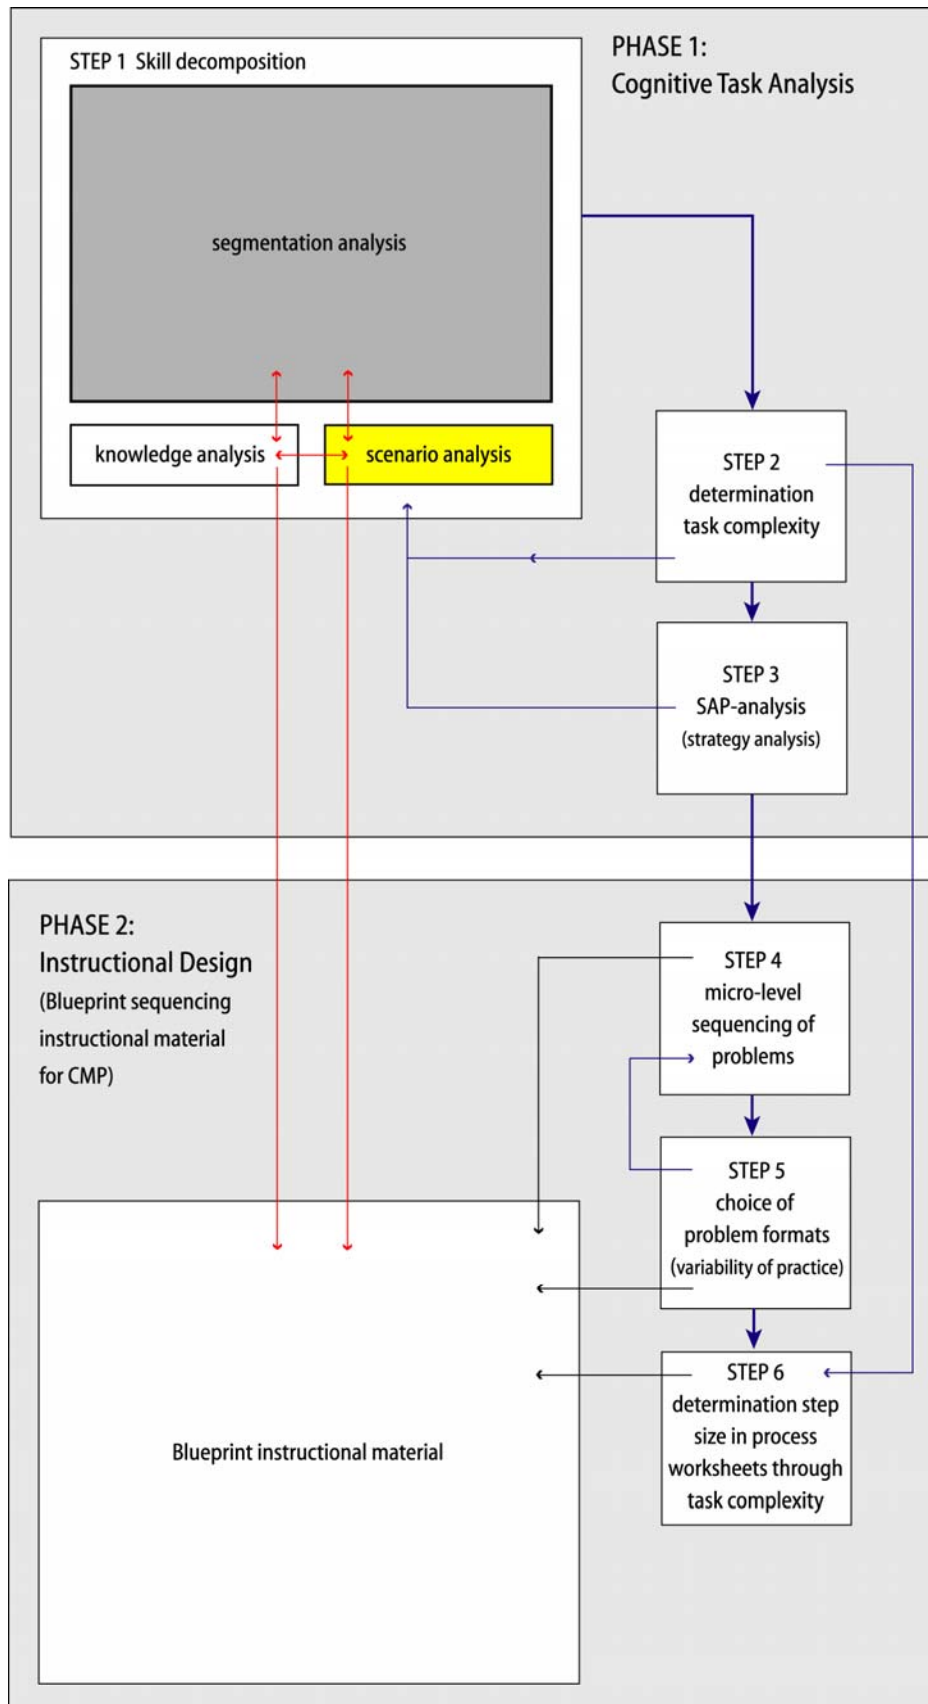 PHASE 1:
Cognitive Task Analysis
STEP 1 Skill decomposition
segmentation analysis
knowledge analysis
scenario analysis
STEP 2
determination
task complexity
STEP 3
SAP-analysis
(strategy analysis)
PHASE 2:
Instructional Design
(Blueprint sequencing
instructional material
for CMP)
STEP 4
micro-level
sequencing of
problems
STEP 5
choice of
problem formats
(variability of practice)
STEP 6
determination step
size in process
worksheets through
task complexity
Blueprint instructional material